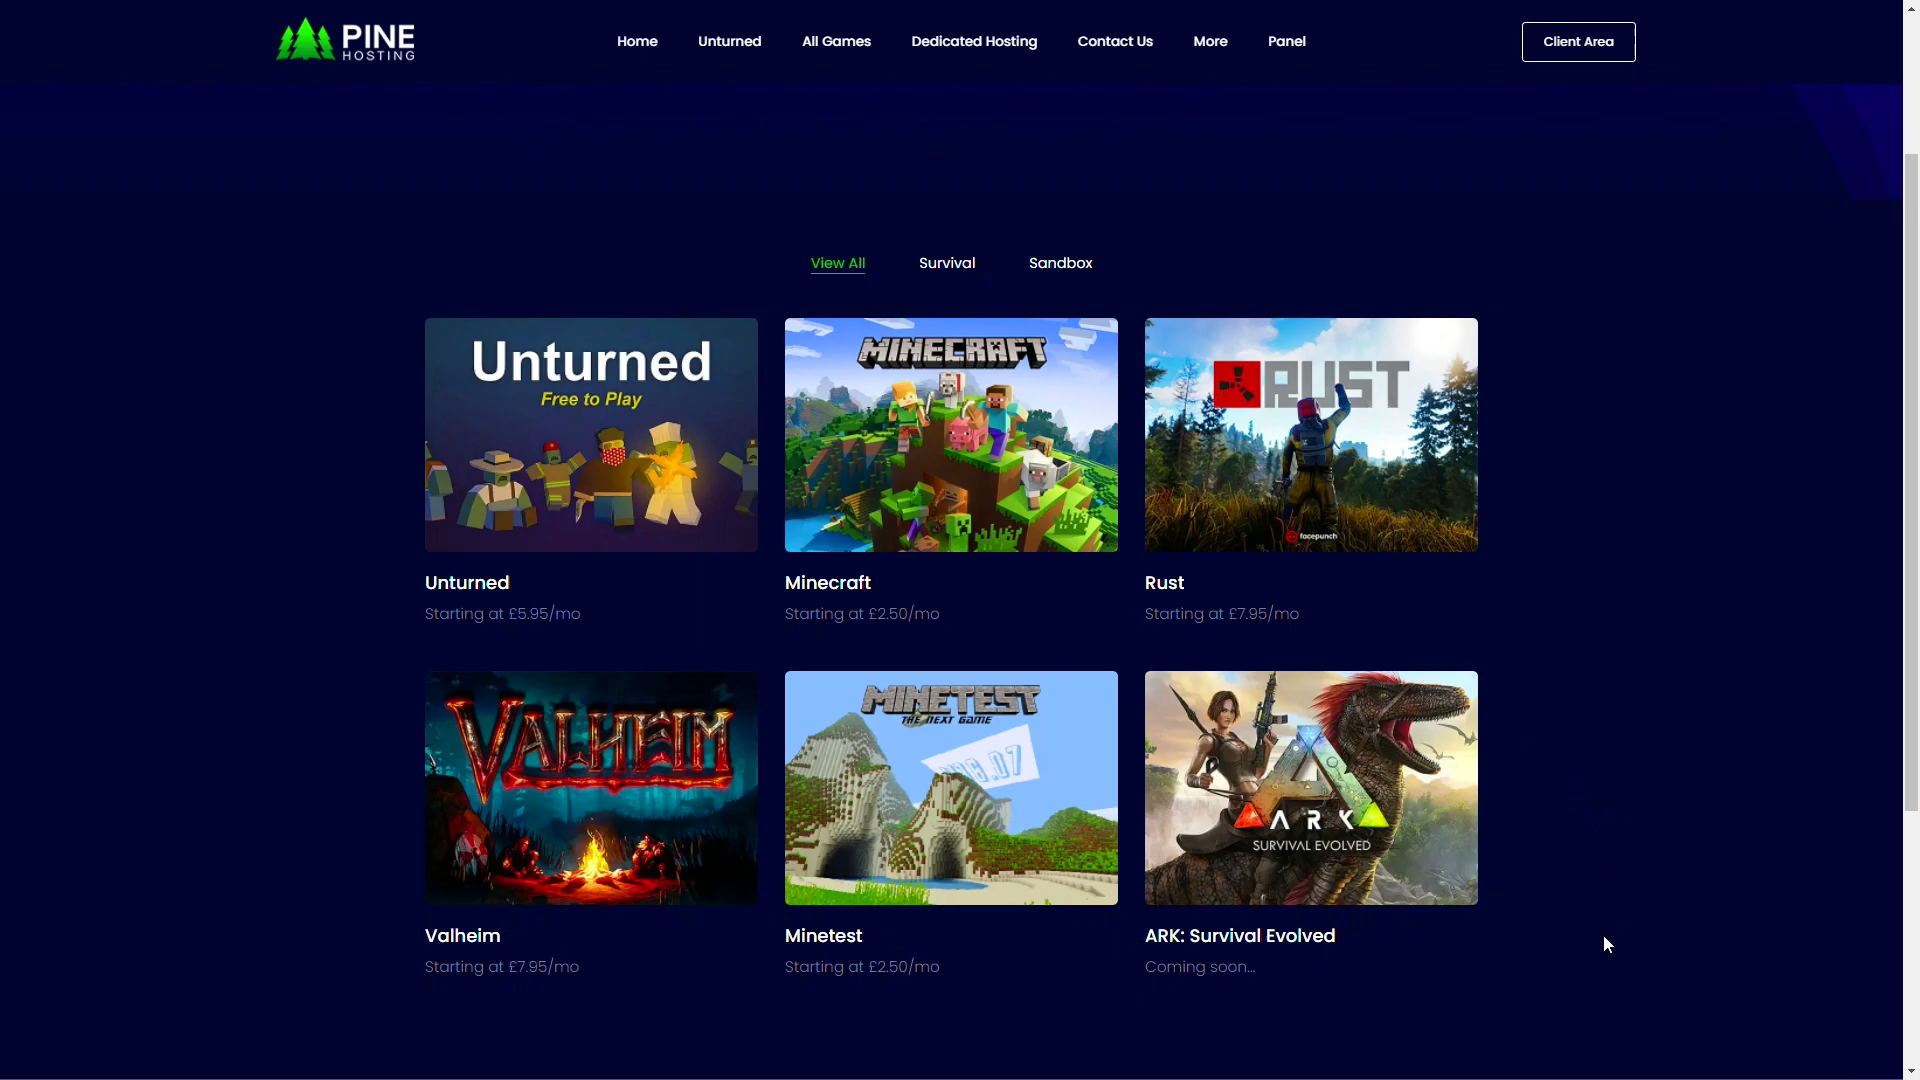 PINE
HOSTING
Home
Unturned
All Games
Dedicated Hosting
Contact Us
More
Panel
Client Area
View All
Survival
Sandbox
Unturned
Free to Play
MINECRAFT
RUST
facepunch
Unturned
Starting at £5.95/mo
Minecraft
Starting at £2.50/mo
Rust
Starting at £7.95/mo
VALHEIM
MINETEST
THE NEXT GAME
ARK
SURVIVAL EVOLVED
Valheim
Starting at £7.95/mo
Minetest
Starting at £2.50/mo
ARK: Survival Evolved
Coming soon...